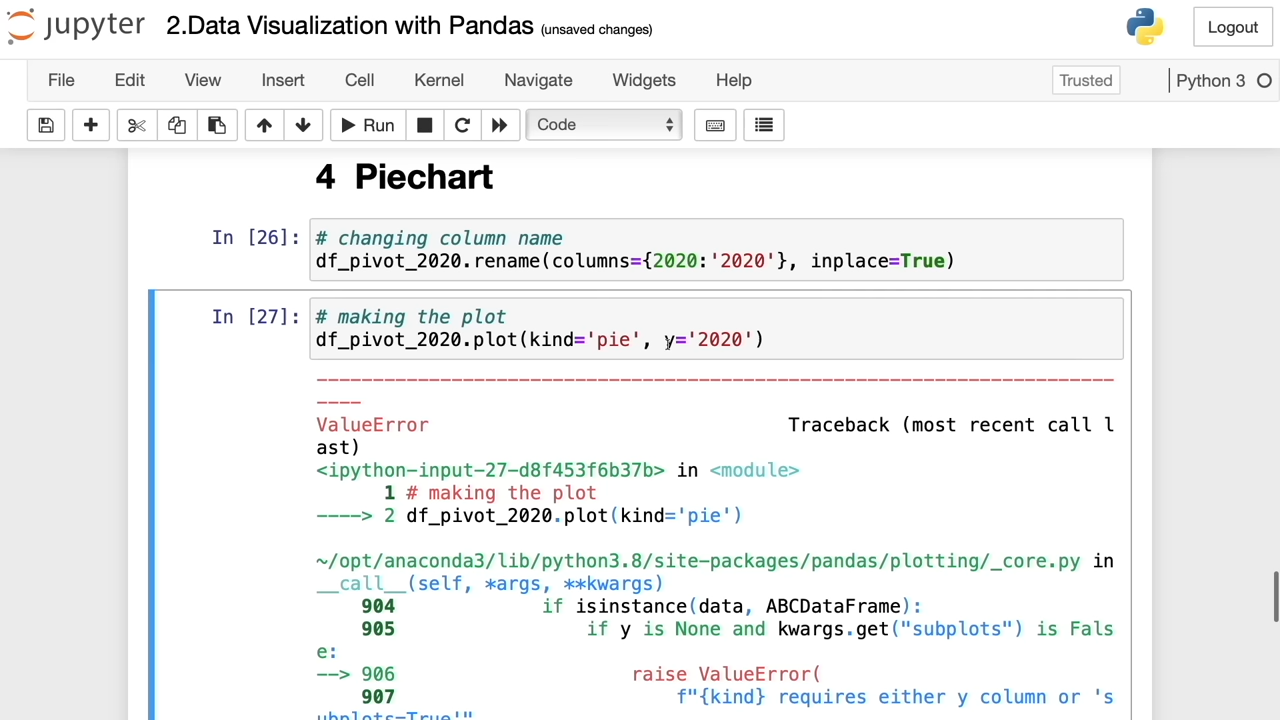 jupyter 2.Data Visualization with Pandas (unsaved changes) Logout
File Edit View Insert Cell Kernel Navigate Widgets Help Trusted Python 3
Run Code
4 Piechart
In [26]: # changing column name
df_pivot_2020.rename(columns={2020:'2020'}, inplace=True)
In [27]: # making the plot
df_pivot_2020.plot(kind='pie', y='2020')
---------------------------------------------------------------------------
----
ValueError Traceback (most recent call l
ast)
<ipython-input-27-d8f453f6b37b> in <module>
1 # making the plot
----> 2 df_pivot_2020.plot(kind='pie')
~/opt/anaconda3/lib/python3.8/site-packages/pandas/plotting/_core.py in
__call__(self, *args, **kwargs)
904 if isinstance(data, ABCDataFrame):
905 if y is None and kwargs.get("subplots") is Fals
e:
--> 906 raise ValueError(
907 f"{kind} requires either y column or 's
ubplots=True'"